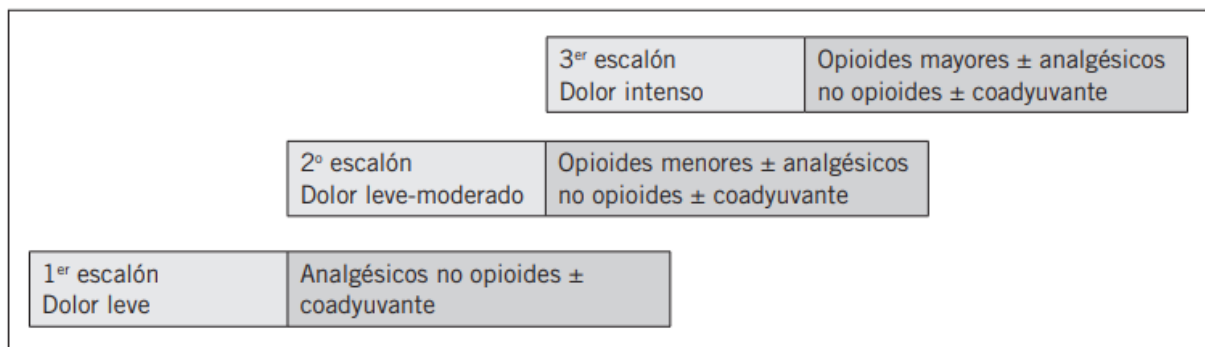 3er escalón
Dolor intenso
Opioides mayores ± analgésicos
no opioides ± coadyuvante
2o escalón
Dolor leve-moderado
Opioides menores ± analgésicos
no opioides ± coadyuvante
1er escalón
Dolor leve
Analgésicos no opioides ±
coadyuvante